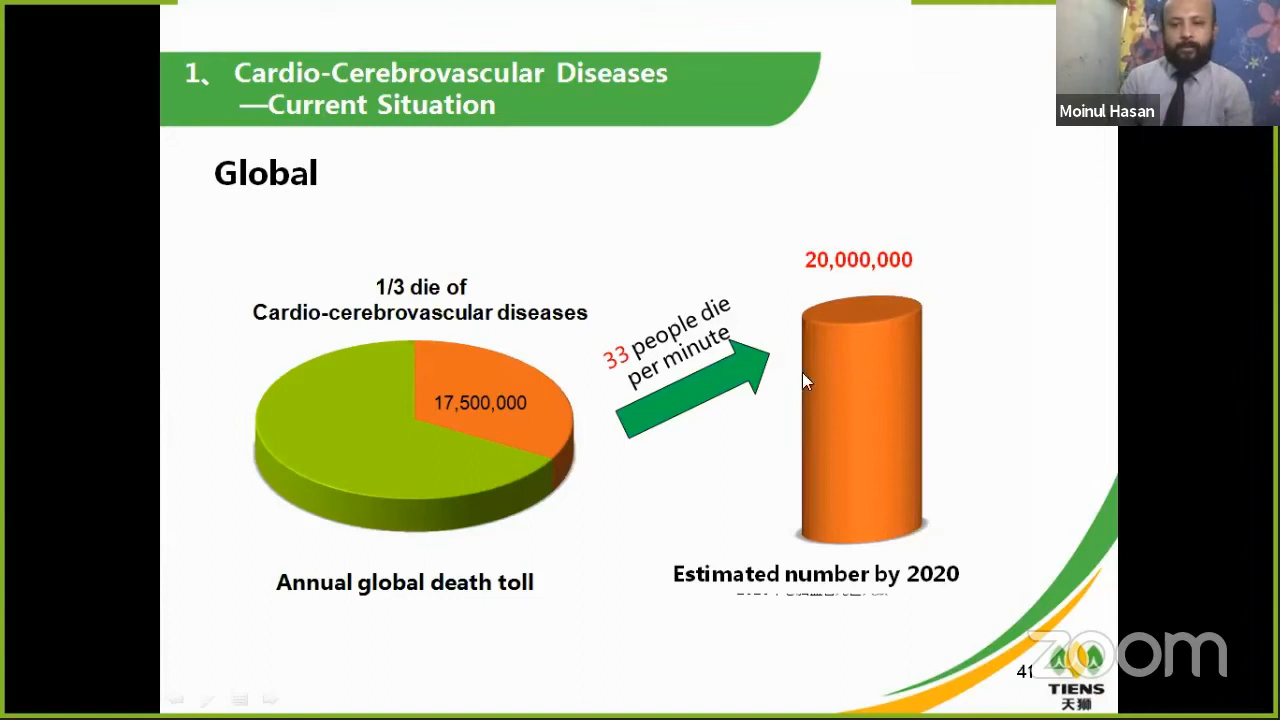 1、 Cardio-Cerebrovascular Diseases
—Current Situation
Moinul Hasan
Global
20,000,000
1/3 die of
Cardio-cerebrovascular diseases
33 people die
per minute
17,500,000
Estimated number by 2020
Annual global death toll
zoom
41
TIENS
天狮